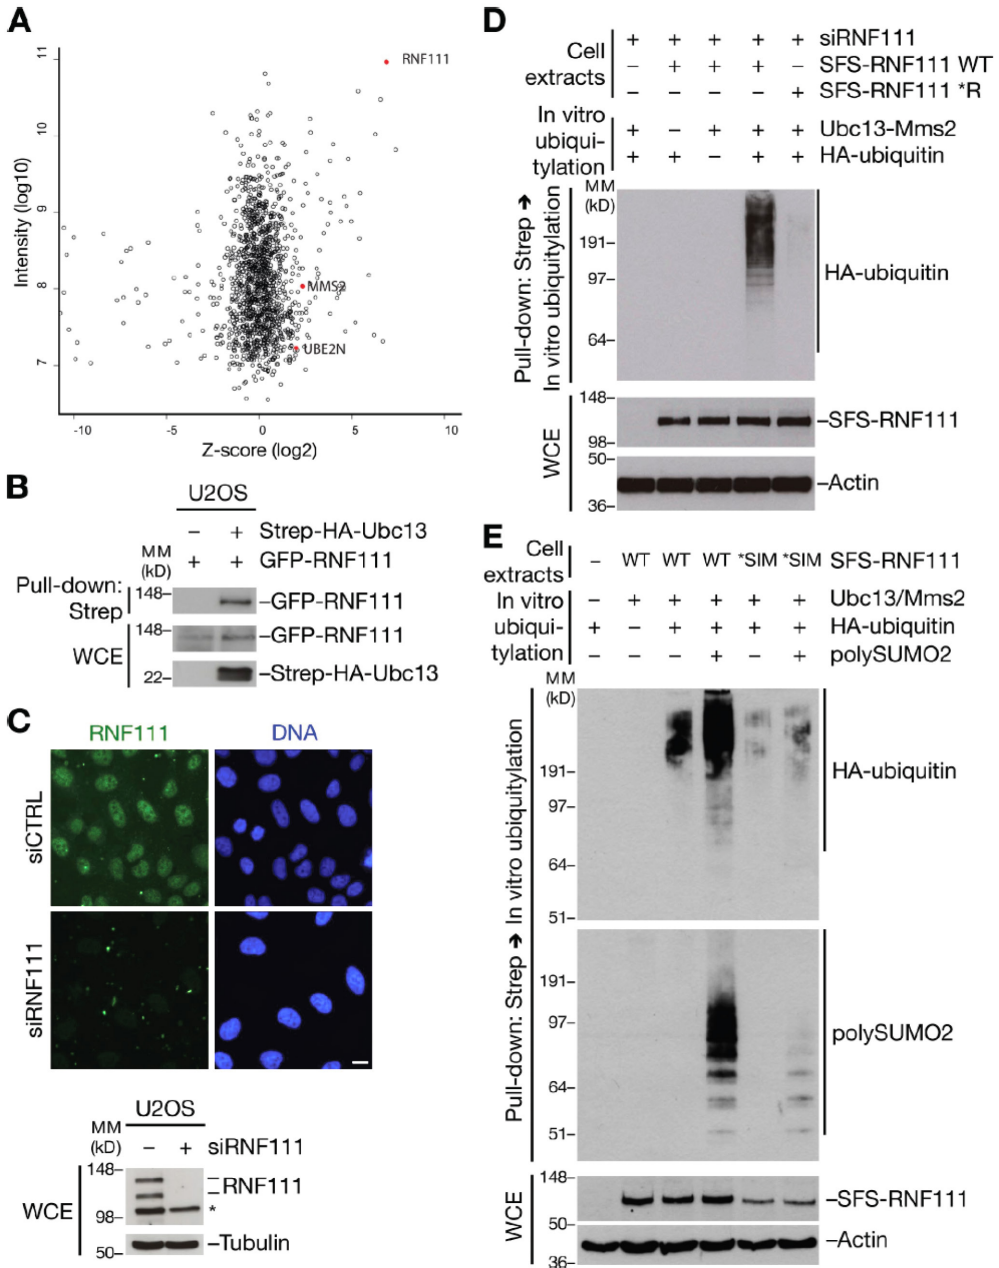 A
RNF111
MMS2
UBE2N
Intensity (log10)
11
10
9
8
7
-10 -5 0 5 10
Z-score (log2)
B
U2OS
– + Strep-HA-Ubc13
MM (kD)
+ + GFP-RNF111
Pull-down: Strep
148– –GFP-RNF111
WCE
148– –GFP-RNF111
22– –Strep-HA-Ubc13
C
RNF111 DNA
siCTRL
siRNF111
U2OS
MM (kD)
– + siRNF111
WCE
148–
RNF111
98– *
50– –Tubulin
D
Cell extracts
+ + + + + siRNF111
– + + + – SFS-RNF111 WT
– – – – + SFS-RNF111 *R
In vitro ubiqui-tylation
+ – + + + Ubc13-Mms2
+ + – + + HA-ubiquitin
Pull-down: Strep ➔ In vitro ubiquitylation
MM (kD)
191–
97–
64–
HA-ubiquitin
WCE
148–
–SFS-RNF111
98–
50–
–Actin
36–
E
Cell extracts
– WT WT WT *SIM *SIM SFS-RNF111
In vitro ubiqui-tylation
– + + + + + Ubc13/Mms2
+ – + + + + HA-ubiquitin
– – – + – + polySUMO2
Pull-down: Strep ➔ In vitro ubiquitylation
MM (kD)
191–
97–
64–
51–
HA-ubiquitin
191–
97–
64–
51–
polySUMO2
WCE
148–
–SFS-RNF111
50–
–Actin
36–